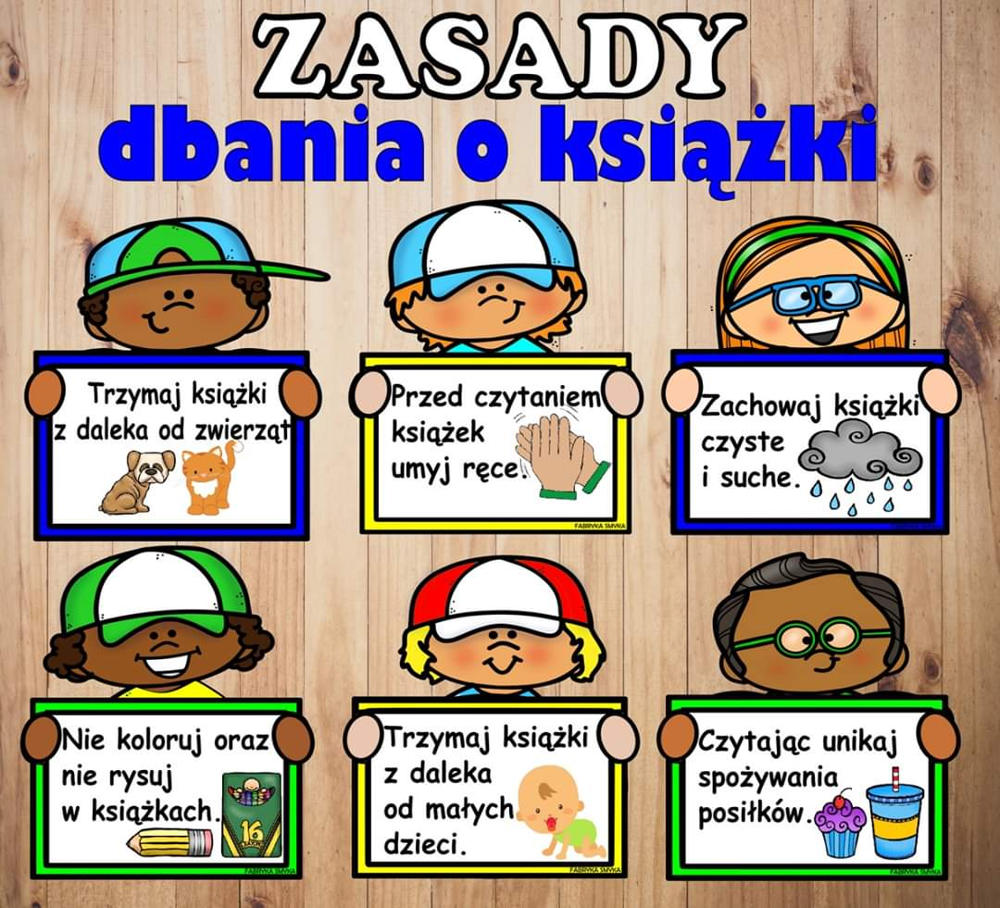 ZASADY
dbania o książki
Trzymaj książki
z daleka od zwierząt
Przed czytaniem
książek
umyj ręce.
FABRYKA SMYKA
Zachowaj książki
czyste
i suche.
FABRYKA SMYKA
Nie koloruj oraz
nie rysuj
w książkach.
16
FABRYKA SMYKA
Trzymaj książki
z daleka
od małych
dzieci.
FABRYKA SMYKA
Czytając unikaj
spożywania
posiłków.
FABRYKA SMYKA